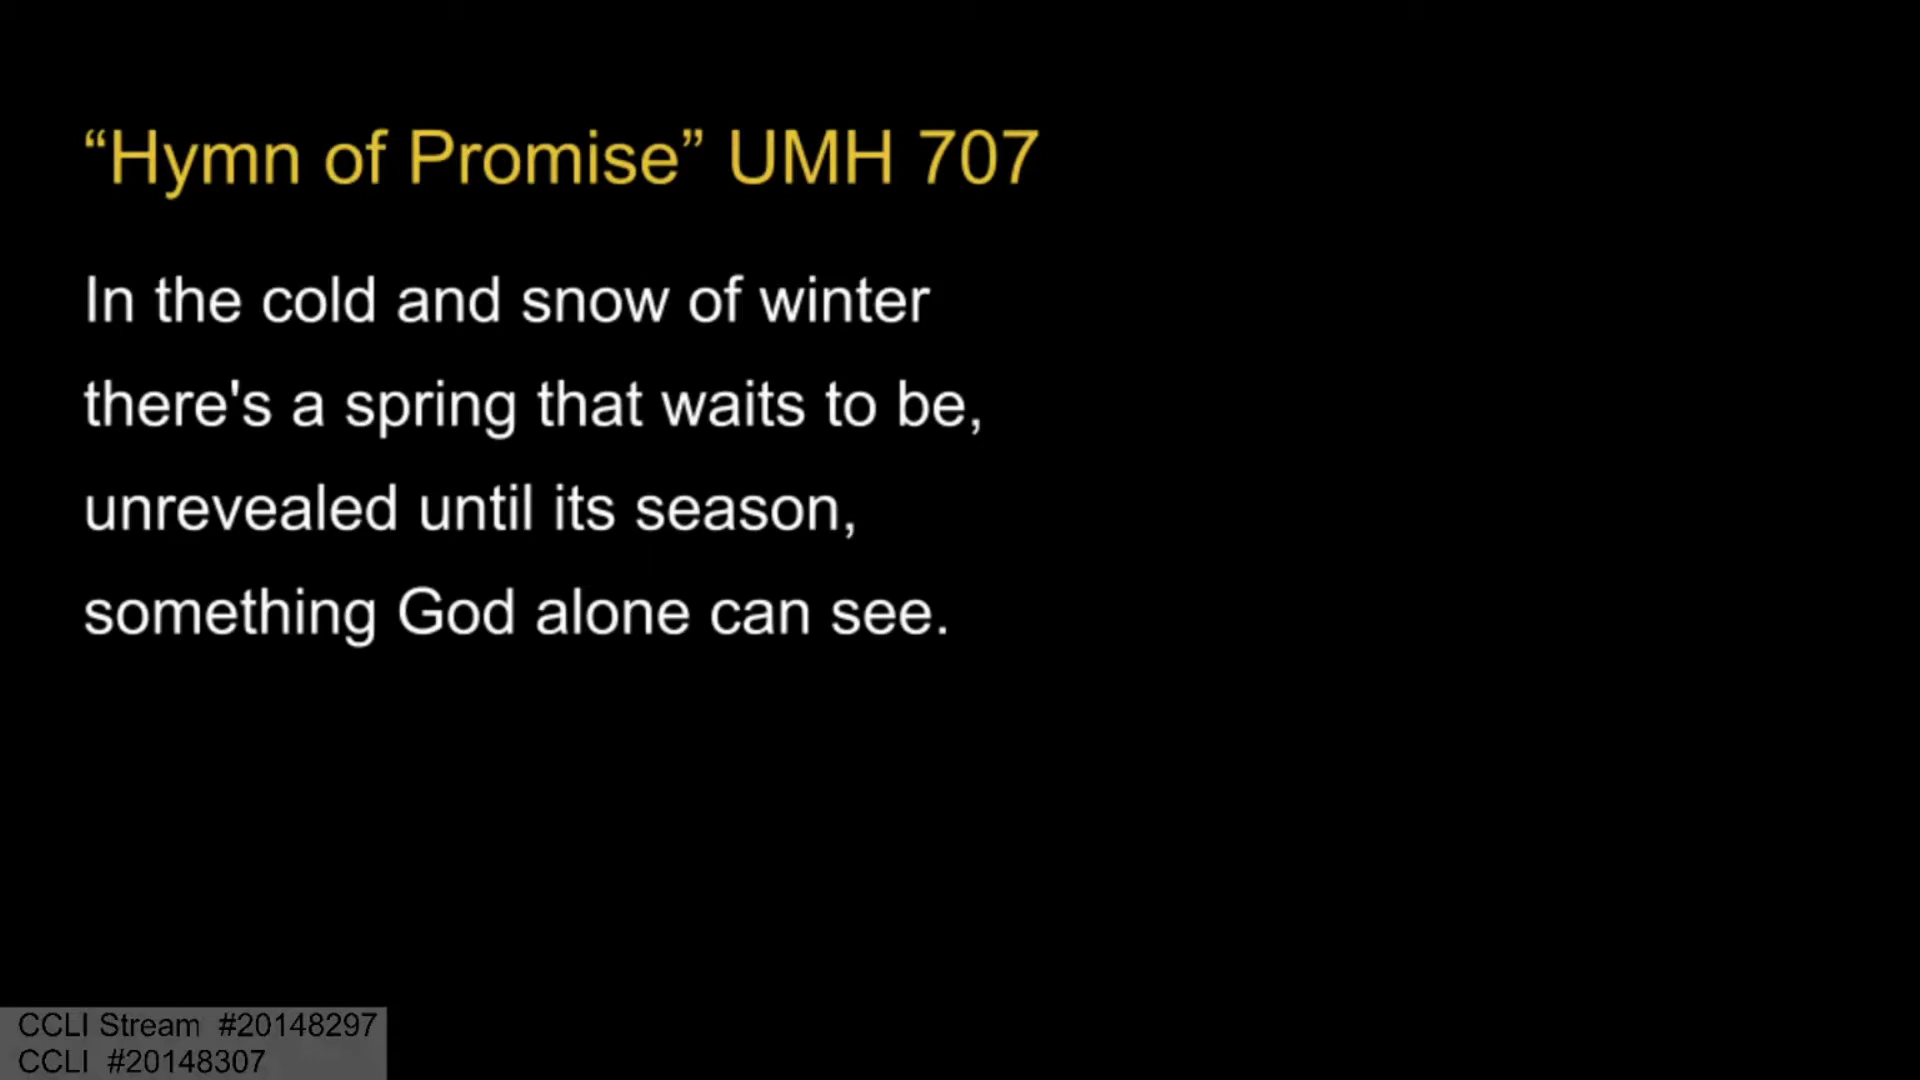 “Hymn of Promise” UMH 707
In the cold and snow of winter
there's a spring that waits to be,
unrevealed until its season,
something God alone can see.
CCLI Stream #20148297
CCLI #20148307